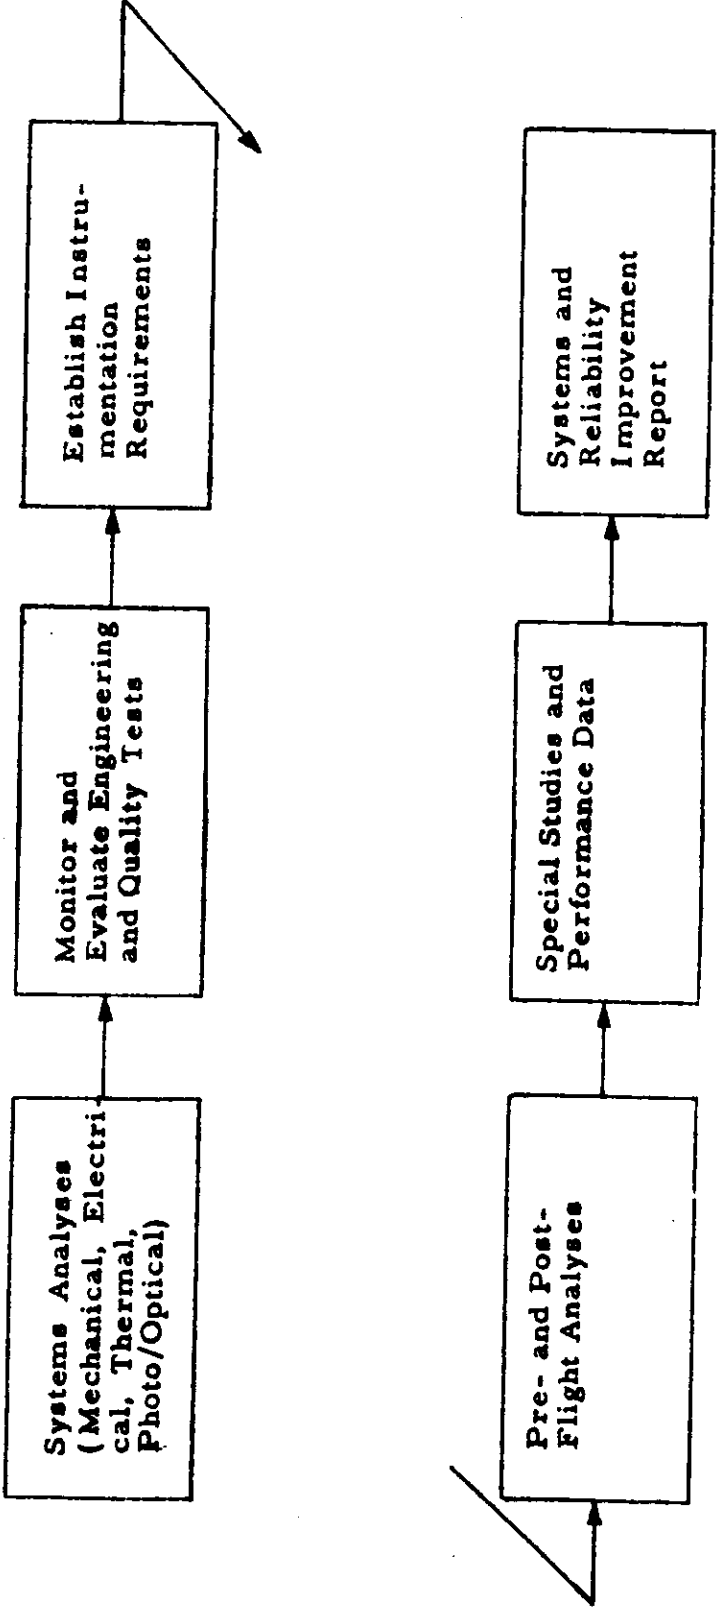 Systems Analyses
(Mechanical, Electri-
cal, Thermal,
Photo/Optical)
Monitor and
Evaluate Engineering
and Quality Tests
Establish Instru-
mentation
Requirements
Pre- and Post-
Flight Analyses
Special Studies and
Performance Data
Systems and
Reliability
Improvement
Report